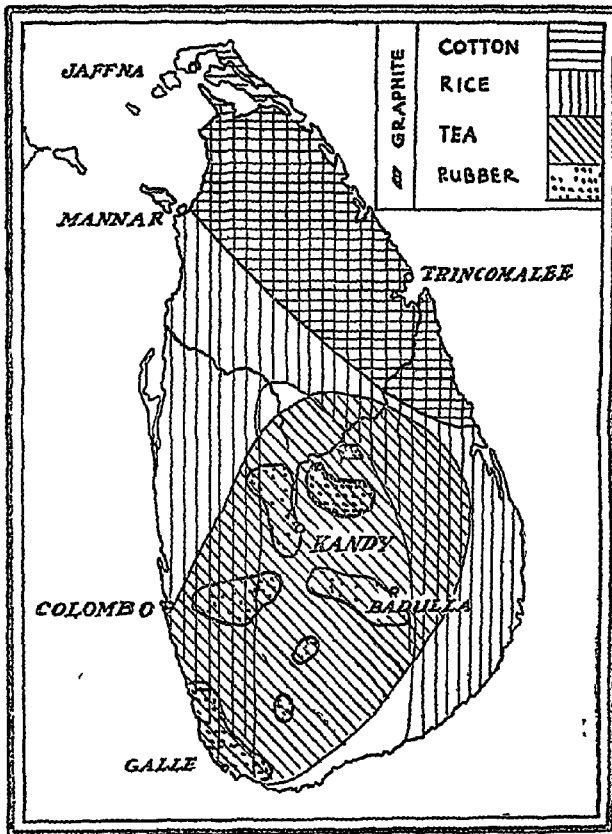 JAFFNA
GRAPHITE
COTTON
RICE
TEA
RUBBER
MANNAR
TRINCOMALEE
KANDY
COLOMBO
BADULLA
GALLE